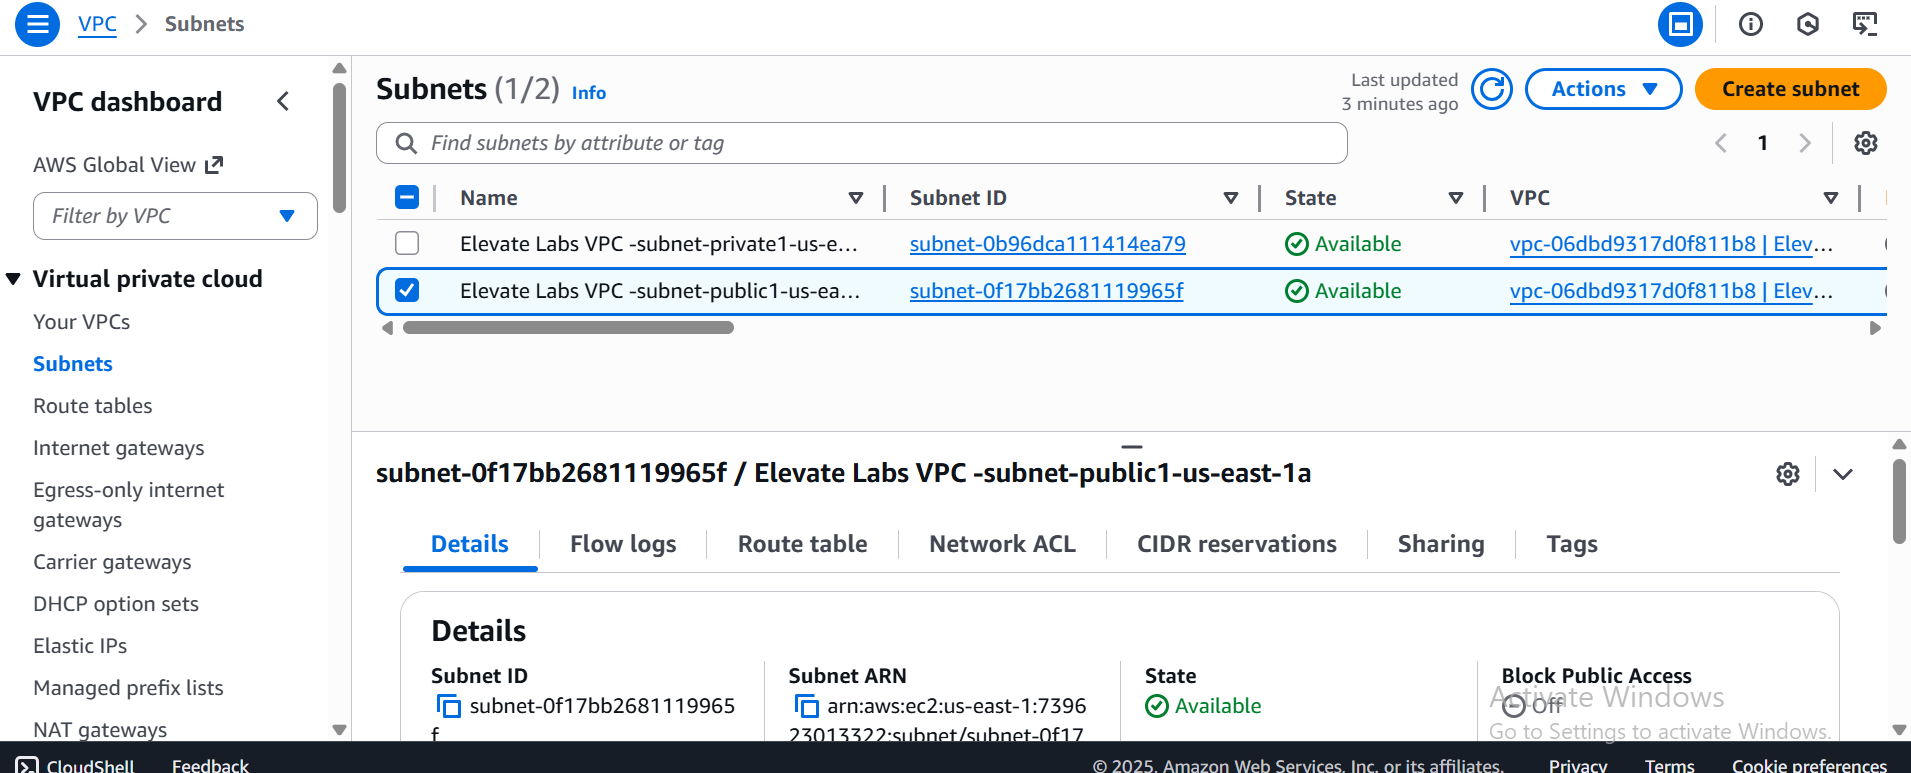 VPC > Subnets
VPC dashboard
AWS Global View
Filter by VPC
Virtual private cloud
Your VPCs
Subnets
Route tables
Internet gateways
Egress-only internet
gateways
Carrier gateways
DHCP option sets
Elastic IPs
Managed prefix lists
NAT gateways
Subnets (1/2) Info
Last updated
3 minutes ago
Actions
Create subnet
Find subnets by attribute or tag
1
Name Subnet ID State VPC
Elevate Labs VPC -subnet-private1-us-e... subnet-0b96dca111414ea79 Available vpc-06dbd9317d0f811b8 | Elev...
Elevate Labs VPC -subnet-public1-us-ea... subnet-0f17bb2681119965f Available vpc-06dbd9317d0f811b8 | Elev...
subnet-0f17bb2681119965f / Elevate Labs VPC -subnet-public1-us-east-1a
Details Flow logs Route table Network ACL CIDR reservations Sharing Tags
Details
Subnet ID
subnet-0f17bb2681119965
f
Subnet ARN
arn:aws:ec2:us-east-1:7396
23013322:subnet/subnet-0f17
State
Available
Block Public Access
Off
Activate Windows
Go to Settings to activate Windows.
CloudShell Feedback © 2025, Amazon Web Services, Inc. or its affiliates. Privacy Terms Cookie preferences